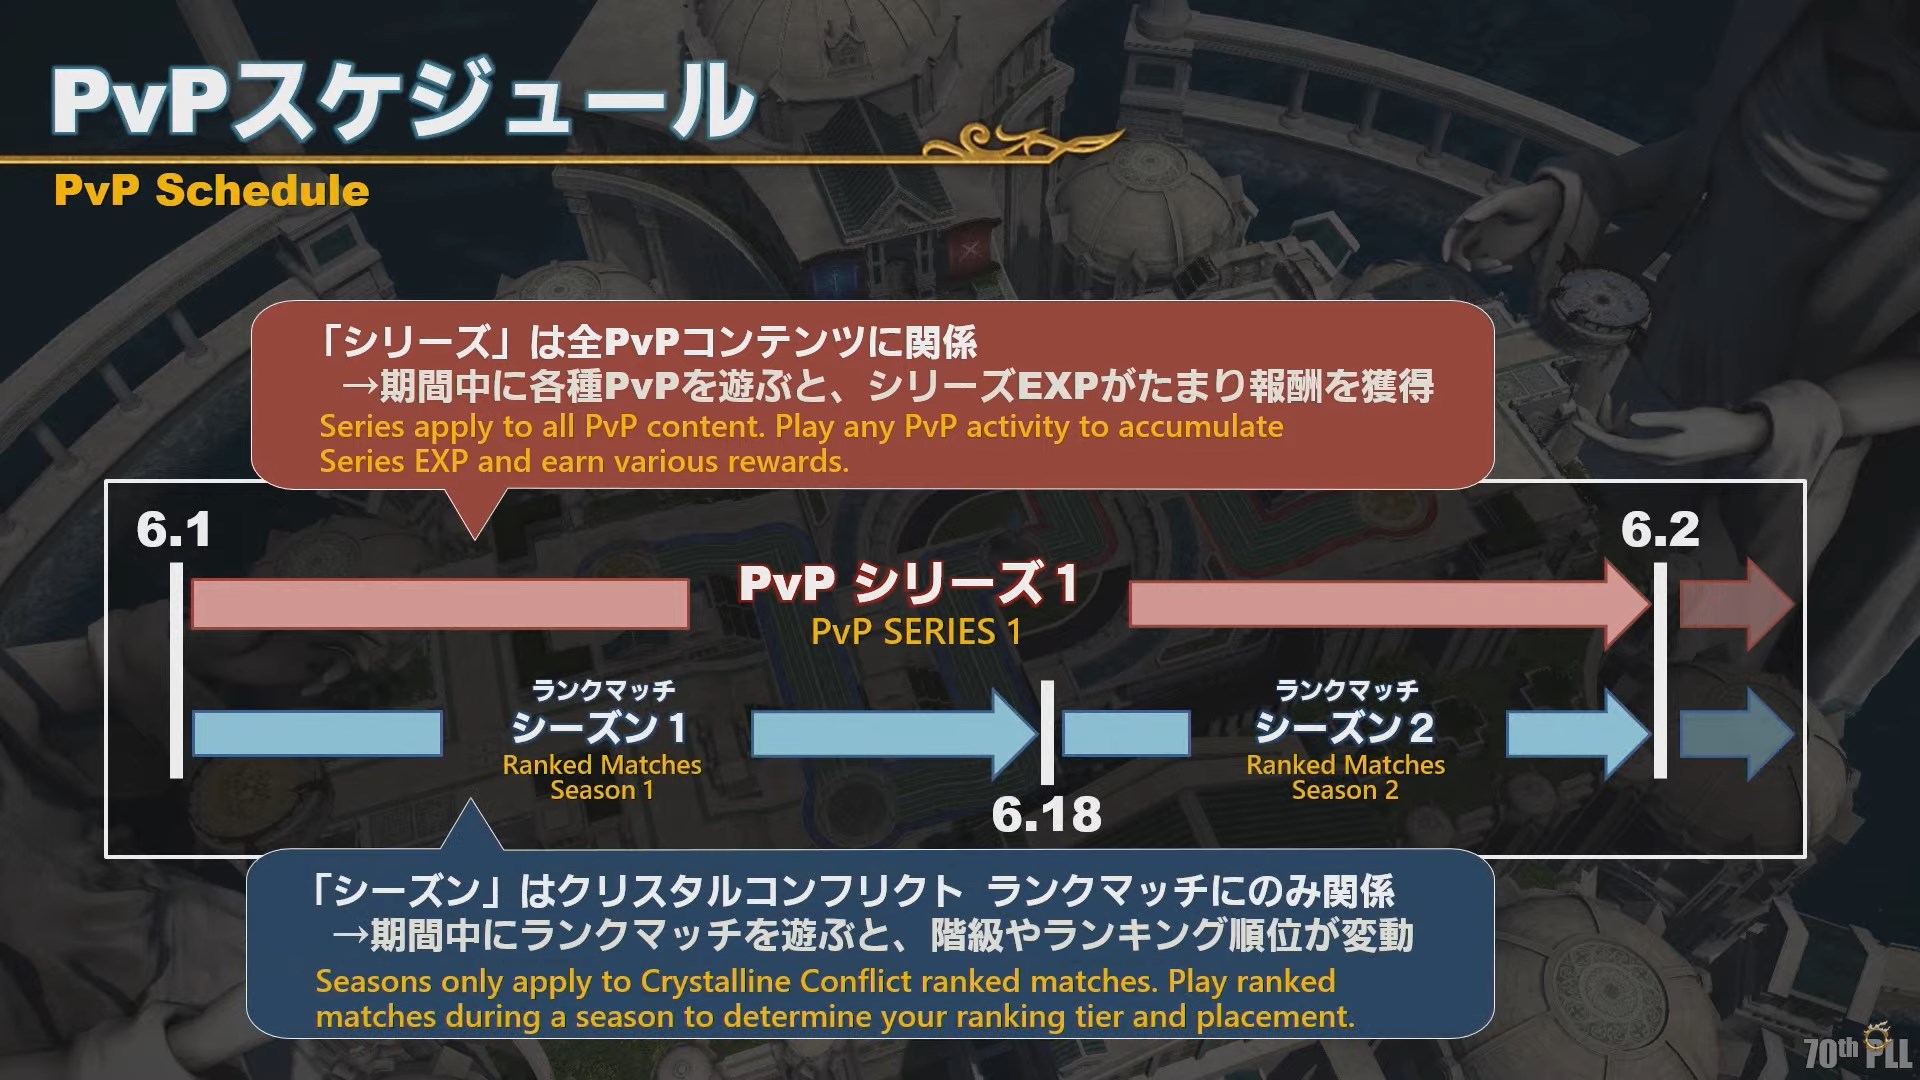 PvPスケジュール
PvP Schedule
「シリーズ」は全PvPコンテンツに関係
→期間中に各種PvPを遊ぶと、シリーズEXPがたまり報酬を獲得
Series apply to all PvP content. Play any PvP activity to accumulate
Series EXP and earn various rewards.
6.1
6.2
PvP シリーズ1
PvP SERIES 1
ランクマッチ
シーズン1
Ranked Matches
Season 1
ランクマッチ
シーズン2
Ranked Matches
Season 2
6.18
「シーズン」はクリスタルコンフリクト ランクマッチにのみ関係
→期間中にランクマッチを遊ぶと、階級やランキング順位が変動
Seasons only apply to Crystalline Conflict ranked matches. Play ranked
matches during a season to determine your ranking tier and placement.
70th PLL